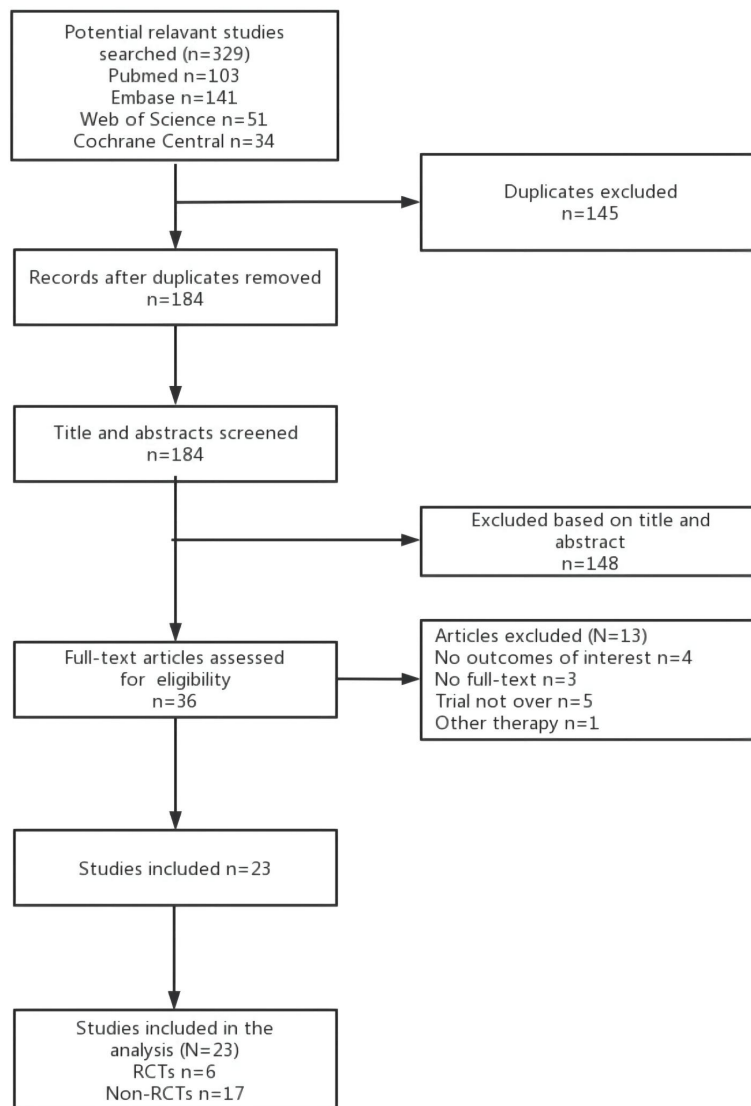 Potential relevant studies
searched (n=329)
Pubmed n=103
Embase n=141
Web of Science n=51
Cochrane Central n=34
Duplicates excluded
n=145
Records after duplicates removed
n=184
Title and abstracts screened
n=184
Excluded based on title and
abstract
n=148
Full-text articles assessed
for eligibility
n=36
Articles excluded (N=13)
No outcomes of interest n=4
No full-text n=3
Trial not over n=5
Other therapy n=1
Studies included n=23
Studies included in the
analysis (N=23)
RCTs n=6
Non-RCTs n=17